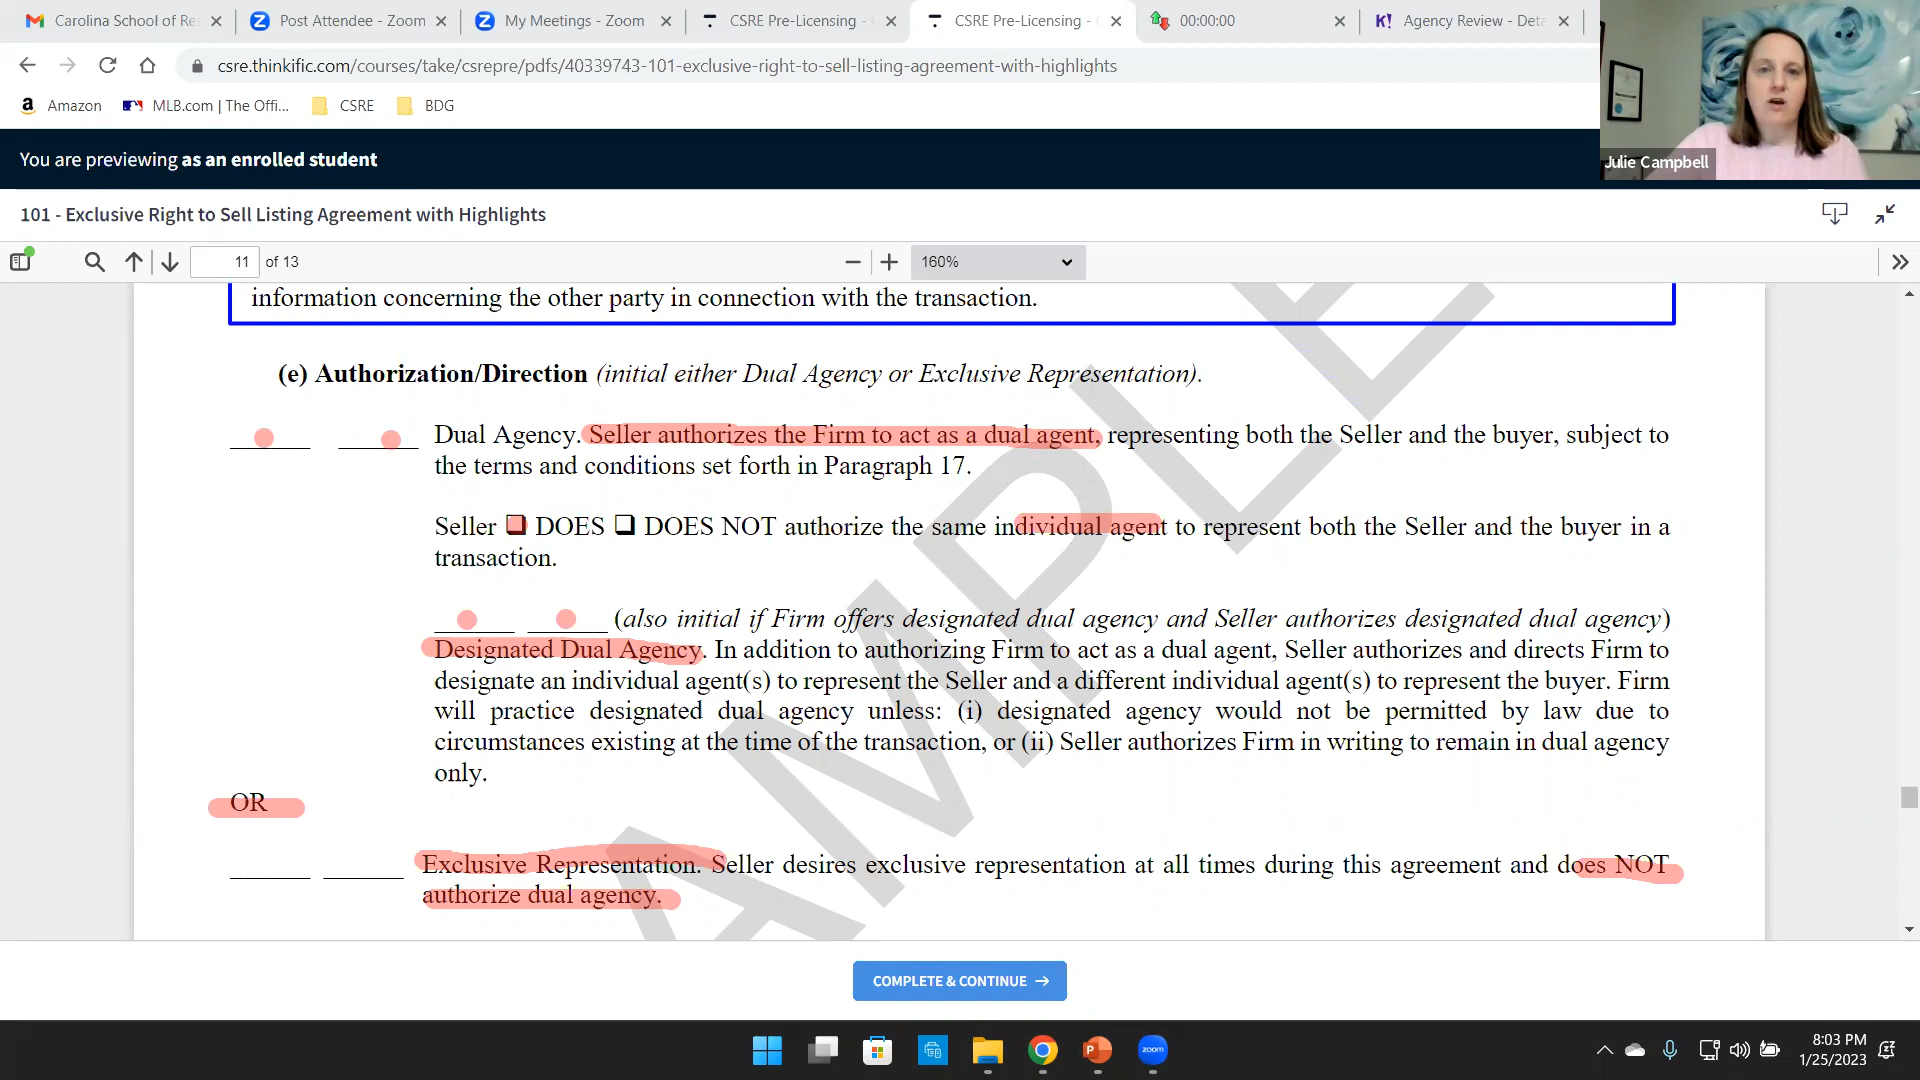 Carolina School of Re
Post Attendee - Zoom
My Meetings - Zoom
CSRE Pre-Licensing -
CSRE Pre-Licensing -
00:00:00
K! Agency Review - Deta
csre.thinkific.com/courses/take/csrepre/pdfs/40339743-101-exclusive-right-to-sell-listing-agreement-with-highlights
a Amazon
MLB.com | The Offi...
CSRE
BDG
Julie Campbell
You are previewing as an enrolled student
101 - Exclusive Right to Sell Listing Agreement with Highlights
11 of 13
160%
information concerning the other party in connection with the transaction.
(e) Authorization/Direction (initial either Dual Agency or Exclusive Representation).
Dual Agency. Seller authorizes the Firm to act as a dual agent, representing both the Seller and the buyer, subject to
the terms and conditions set forth in Paragraph 17.
Seller ❏ DOES ❏ DOES NOT authorize the same individual agent to represent both the Seller and the buyer in a
transaction.
(also initial if Firm offers designated dual agency and Seller authorizes designated dual agency)
Designated Dual Agency. In addition to authorizing Firm to act as a dual agent, Seller authorizes and directs Firm to
designate an individual agent(s) to represent the Seller and a different individual agent(s) to represent the buyer. Firm
will practice designated dual agency unless: (i) designated agency would not be permitted by law due to
circumstances existing at the time of the transaction, or (ii) Seller authorizes Firm in writing to remain in dual agency
only.
OR
Exclusive Representation. Seller desires exclusive representation at all times during this agreement and does NOT
authorize dual agency.
AMPLE
COMPLETE & CONTINUE →
P
zoom
8:03 PM
1/25/2023